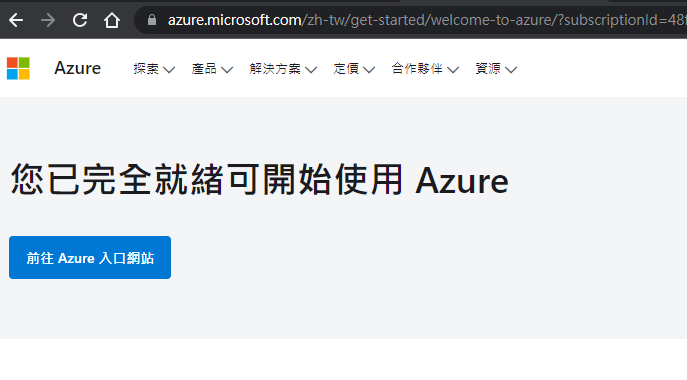 azure.microsoft.com/zh-tw/get-started/welcome-to-azure/?subscriptionId=48
Azure 探索 產品 解決方案 定價 合作夥伴 資源
您已完全就緒可開始使用 Azure
前往 Azure 入口網站